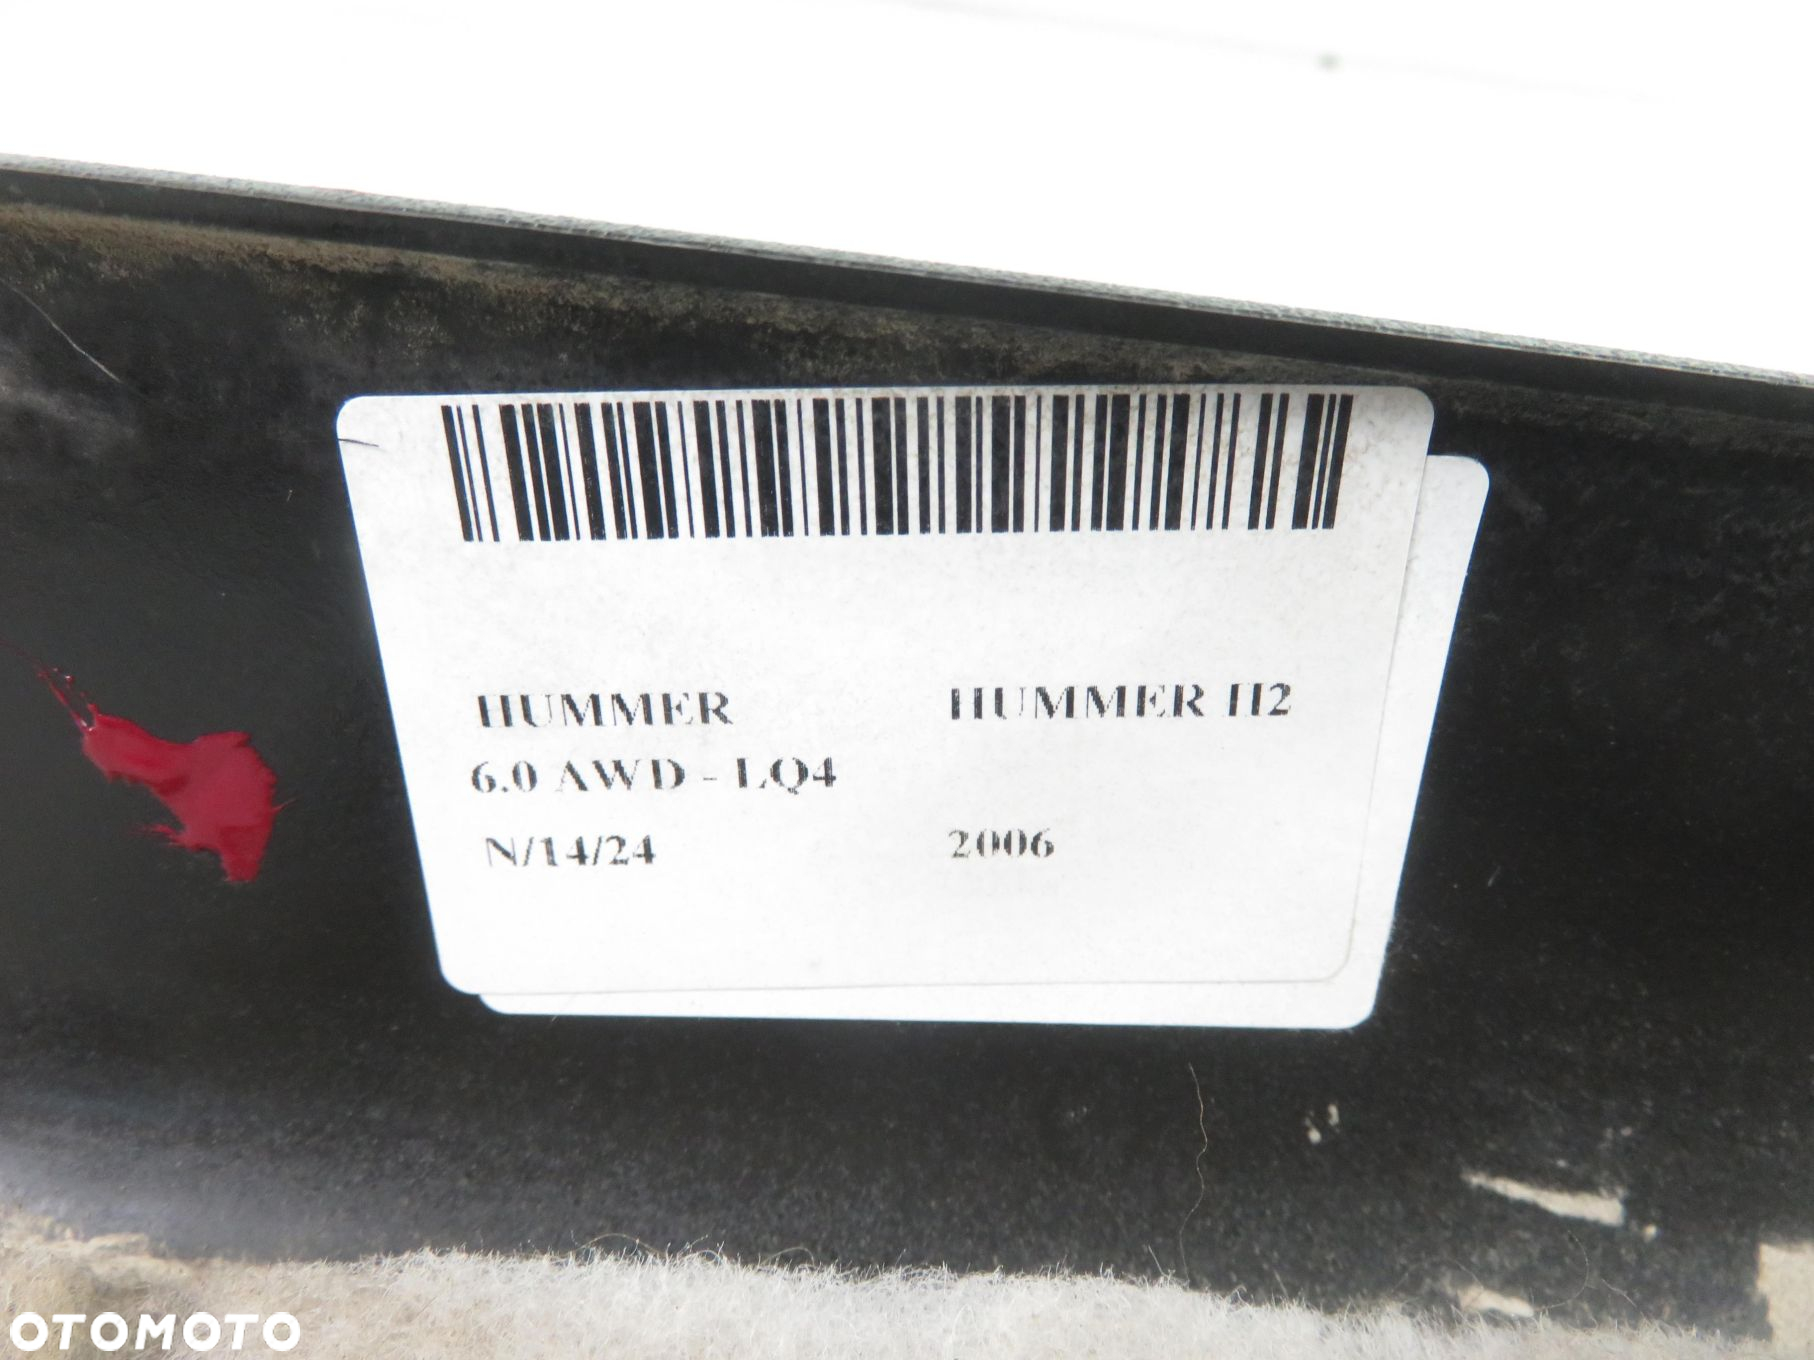 HUMMER HUMMER H2
6.0 AWD - LQ4
N/14/24 2006
OTOMOTO